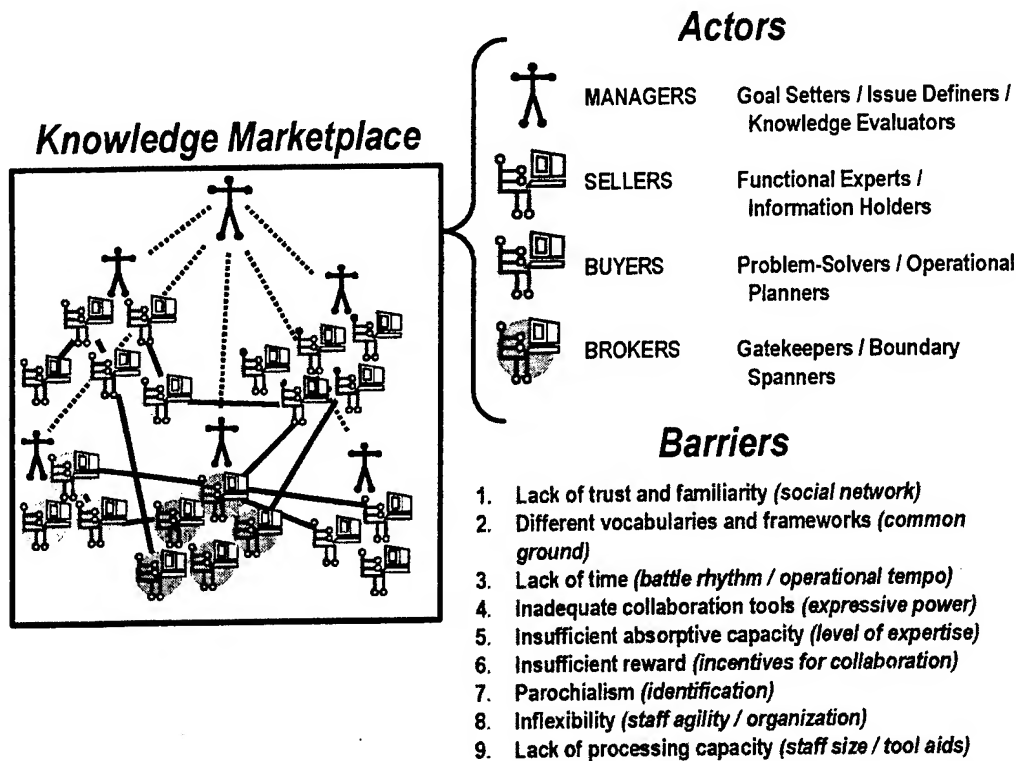 Knowledge Marketplace
Actors
MANAGERS Goal Setters / Issue Definers /
Knowledge Evaluators
SELLERS Functional Experts /
Information Holders
BUYERS Problem-Solvers / Operational
Planners
BROKERS Gatekeepers / Boundary
Spanners
Barriers
1. Lack of trust and familiarity (social network)
2. Different vocabularies and frameworks (common
ground)
3. Lack of time (battle rhythm / operational tempo)
4. Inadequate collaboration tools (expressive power)
5. Insufficient absorptive capacity (level of expertise)
6. Insufficient reward (incentives for collaboration)
7. Parochialism (identification)
8. Inflexibility (staff agility / organization)
9. Lack of processing capacity (staff size / tool aids)